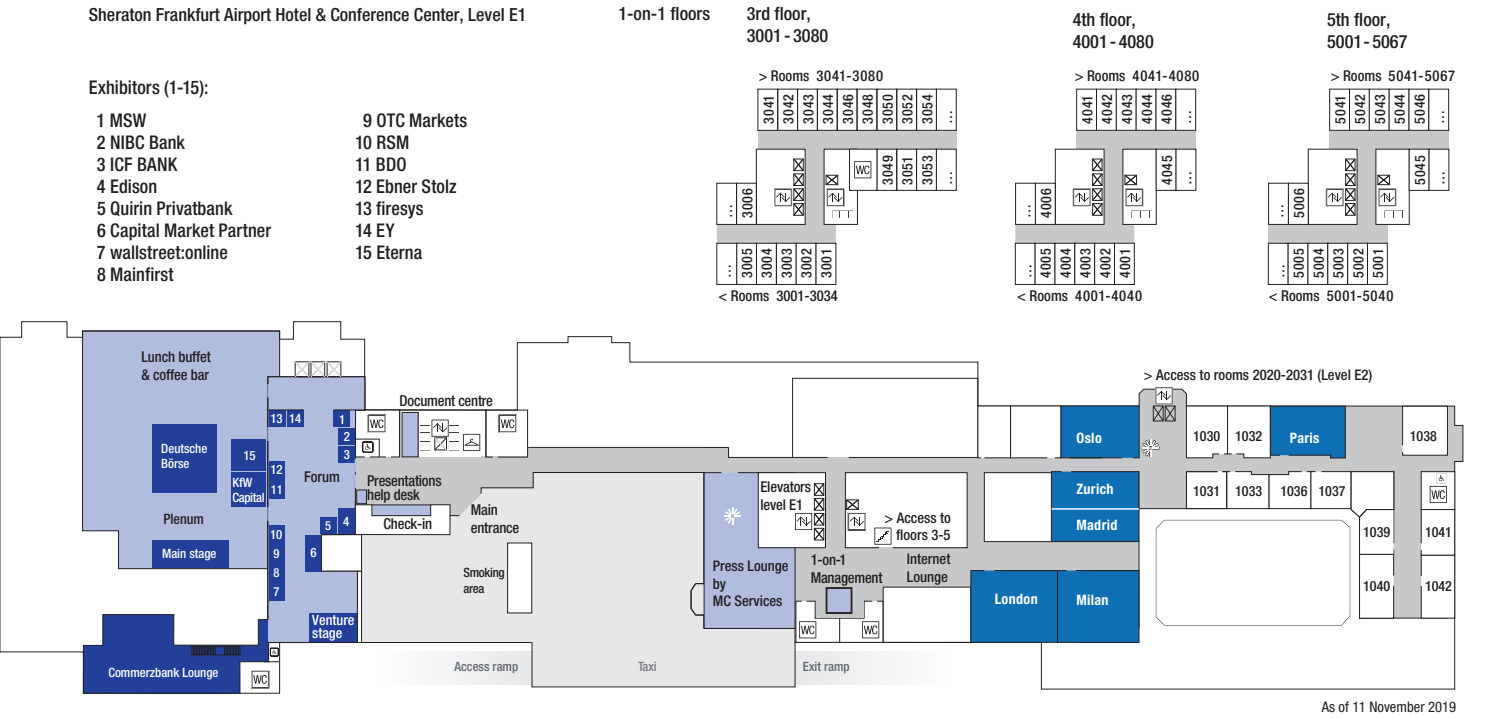 Sheraton Frankfurt Airport Hotel & Conference Center, Level E1
1-on-1 floors
3rd floor,
3001 - 3080
4th floor,
4001 - 4080
5th floor,
5001 - 5067
Exhibitors (1-15):
1 MSW
2 NIBC Bank
3 ICF BANK
4 Edison
5 Quirin Privatbank
6 Capital Market Partner
7 wallstreet:online
8 Mainfirst
9 OTC Markets
10 RSM
11 BDO
12 Ebner Stolz
13 firesys
14 EY
15 Eterna
> Rooms 3041-3080
3041
3042
3043
3044
3046
3048
3050
3052
3054
...
WC
3049
3051
3053
...
...
3006
...
3005
3004
3003
3002
3001
< Rooms 3001-3034
> Rooms 4041-4080
4041
4042
4043
4044
4046
...
4045
...
...
4006
...
4005
4004
4003
4002
4001
< Rooms 4001-4040
> Rooms 5041-5067
5041
5042
5043
5044
5046
...
5045
...
...
5006
...
5005
5004
5003
5002
5001
< Rooms 5001-5040
Lunch buffet
& coffee bar
Deutsche
Börse
15
KfW
Capital
Plenum
Main stage
Commerzbank Lounge
WC
13
14
1
2
3
12
11
Forum
10
9
8
7
5
4
6
Venture
stage
WC
Document centre
WC
Presentations
help desk
Check-in
Main
entrance
Smoking
area
Access ramp
Taxi
Exit ramp
Press Lounge
by
MC Services
Elevators
level E1
> Access to
floors 3-5
1-on-1
Management
Internet
Lounge
WC
WC
London
Milan
Oslo
Zurich
Madrid
> Access to rooms 2020-2031 (Level E2)
1030
1032
Paris
1038
1031
1033
1036
1037
WC
1039
1041
1040
1042
As of 11 November 2019